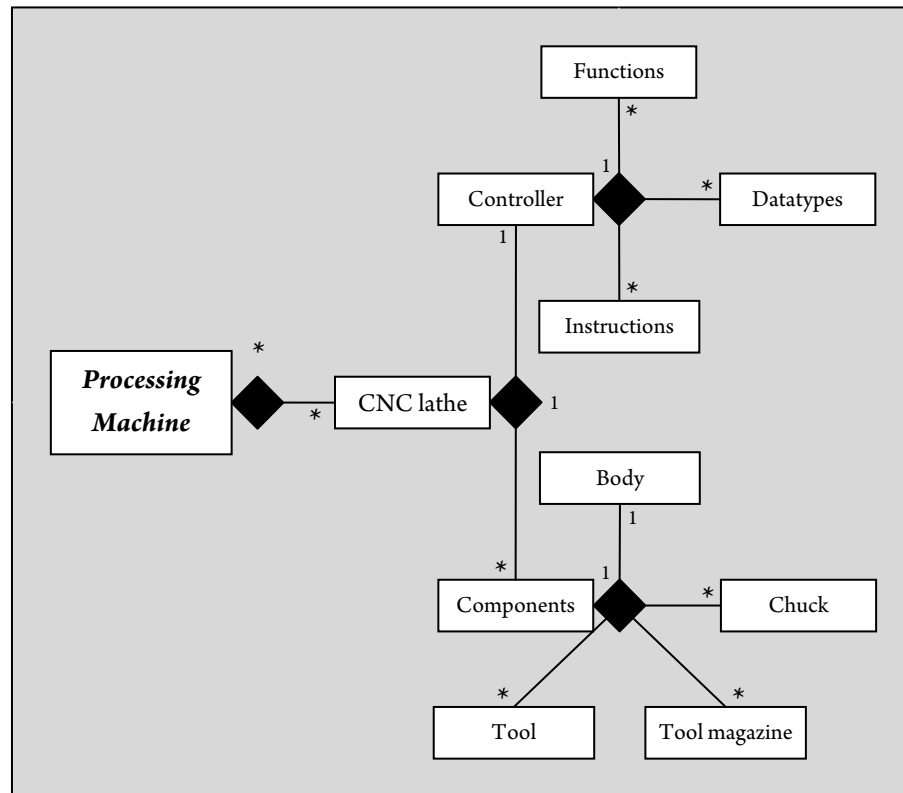 Functions
*
1
Controller
*
Datatypes
1
*
Instructions
*
Processing
Machine
*
CNC lathe
1
Body
1
*
1
Components
*
Chuck
*
*
Tool
Tool magazine